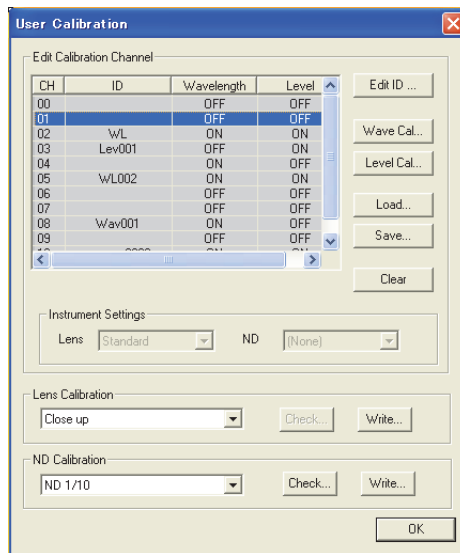 User Calibration
Edit Calibration Channel
CH ID Wavelength Level
00 OFF OFF
01 OFF OFF
02 WL ON ON
03 Lev001 OFF ON
04 ON OFF
05 WL002 ON ON
06 OFF OFF
07 OFF OFF
08 Wav001 ON OFF
09 OFF OFF
Edit ID ...
Wave Cal...
Level Cal...
Load...
Save...
Clear
Instrument Settings
Lens Standard ND (None)
Lens Calibration
Close up Check... Write...
ND Calibration
ND 1/10 Check... Write...
OK